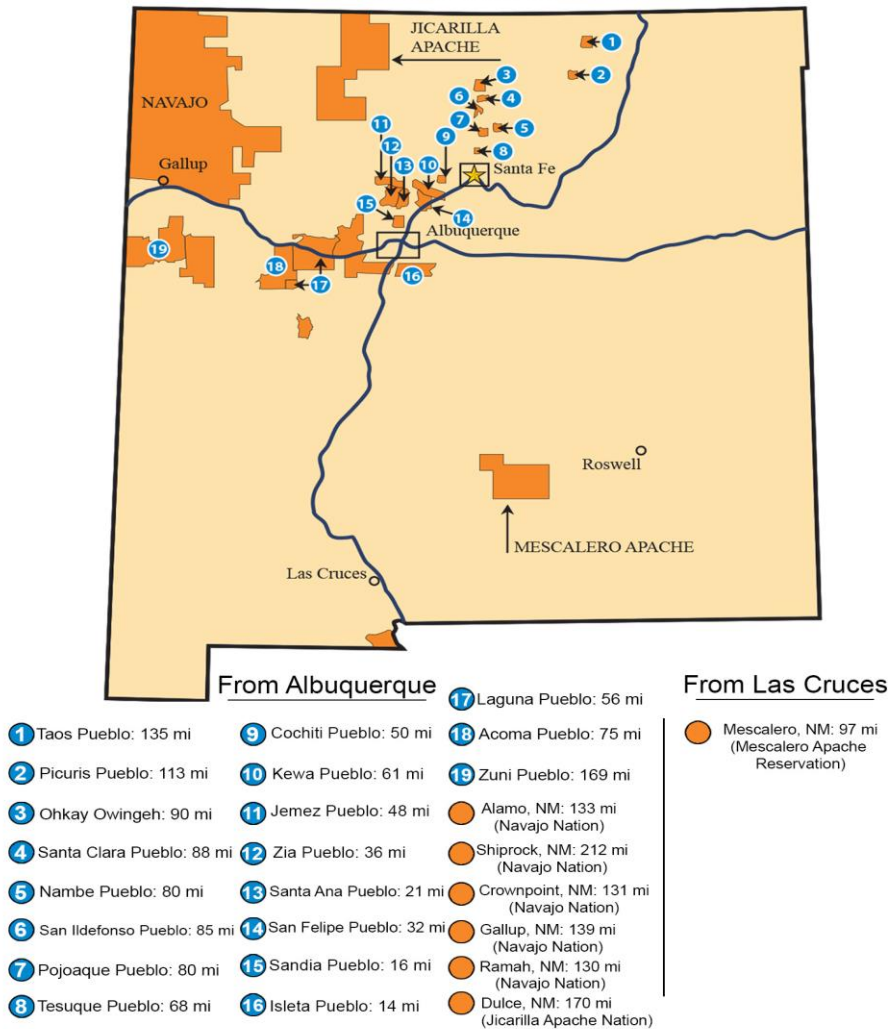 JICARILLA
APACHE
1
2
3
NAVAJO
6
4
11
7
5
9
12
8
Gallup
13
10
Santa Fe
15
14
Albuquerque
19
18
16
17
Roswell
MESCALERO APACHE
Las Cruces
From Albuquerque
1 Taos Pueblo: 135 mi
2 Picuris Pueblo: 113 mi
3 Ohkay Owingeh: 90 mi
4 Santa Clara Pueblo: 88 mi
5 Nambe Pueblo: 80 mi
6 San Ildefonso Pueblo: 85 mi
7 Pojoaque Pueblo: 80 mi
8 Tesuque Pueblo: 68 mi
9 Cochiti Pueblo: 50 mi
10 Kewa Pueblo: 61 mi
11 Jemez Pueblo: 48 mi
12 Zia Pueblo: 36 mi
13 Santa Ana Pueblo: 21 mi
14 San Felipe Pueblo: 32 mi
15 Sandia Pueblo: 16 mi
16 Isleta Pueblo: 14 mi
17 Laguna Pueblo: 56 mi
18 Acoma Pueblo: 75 mi
19 Zuni Pueblo: 169 mi
Alamo, NM: 133 mi
(Navajo Nation)
Shiprock, NM: 212 mi
(Navajo Nation)
Crownpoint, NM: 131 mi
(Navajo Nation)
Gallup, NM: 139 mi
(Navajo Nation)
Ramah, NM: 130 mi
(Navajo Nation)
Dulce, NM: 170 mi
(Jicarilla Apache Nation)
From Las Cruces
Mescalero, NM: 97 mi
(Mescalero Apache
Reservation)